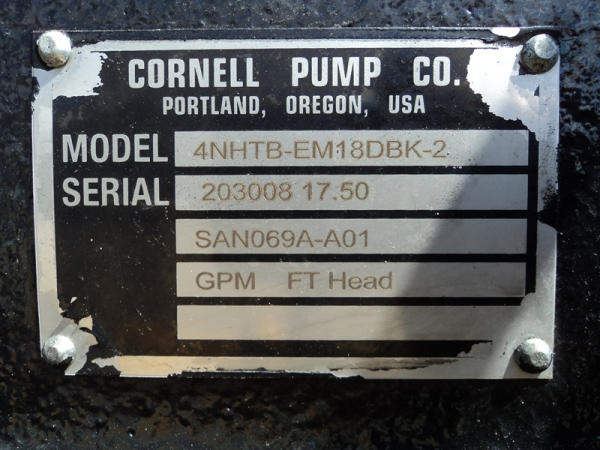 CORNELL PUMP CO.
PORTLAND, OREGON, USA
MODEL 4NHTB-EM18DBK-2
SERIAL 203008 17.50
SAN069A-A01
GPM FT Head